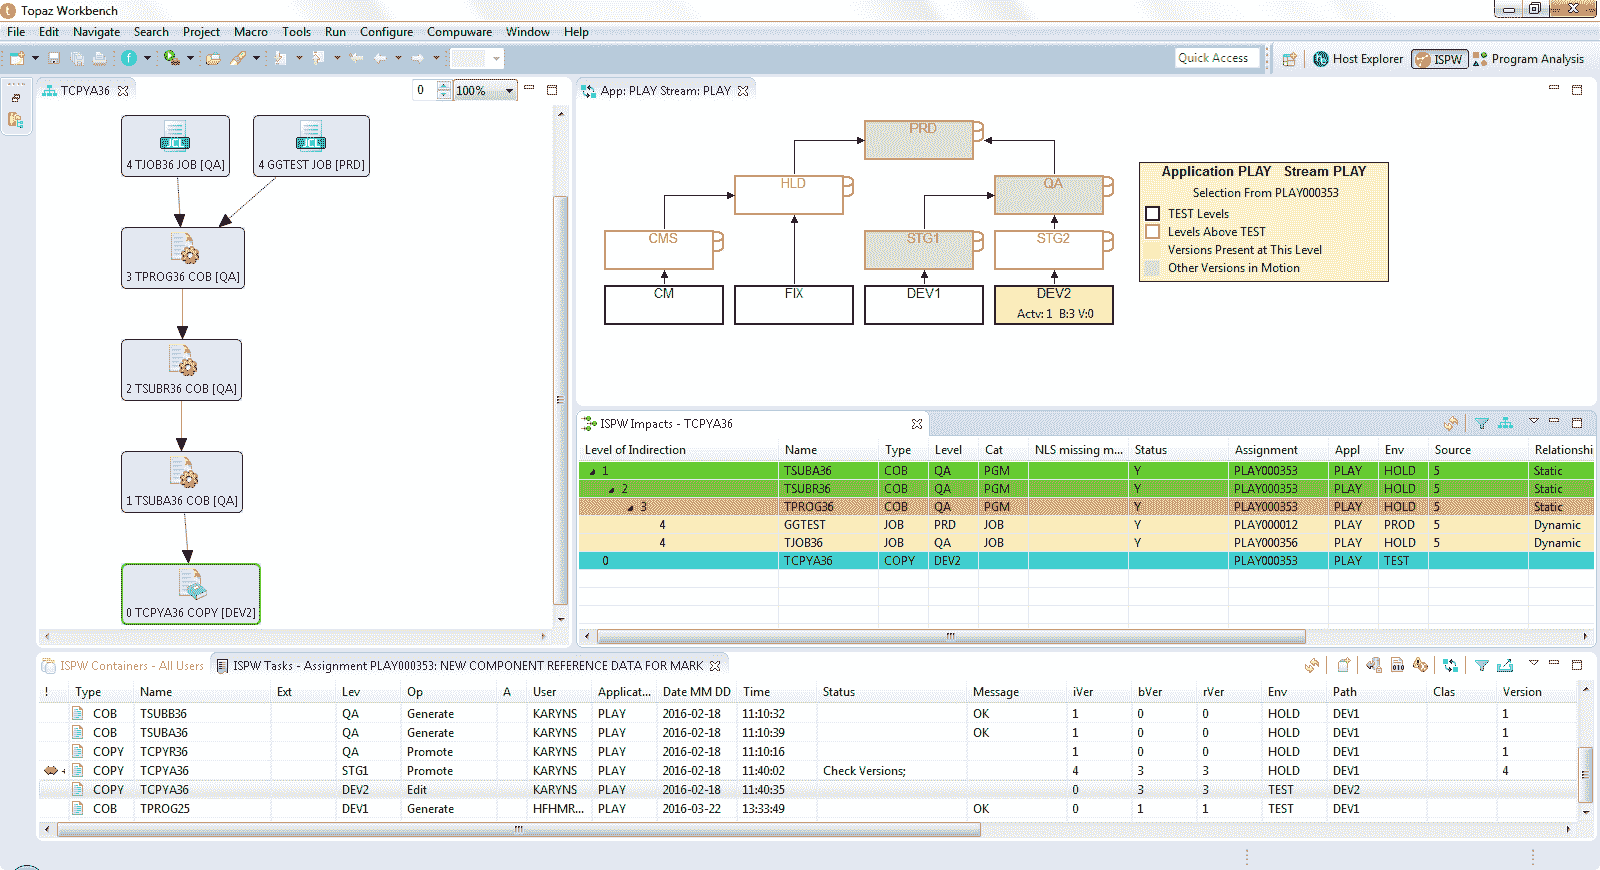 Topaz Workbench
File Edit Navigate Search Project Macro Tools Run Configure Compuware Window Help
Quick Access
Host Explorer ISPW Program Analysis
TCPYA36
0 100%
4 TJOB36 JOB [QA]
4 GGTEST JOB [PRD]
3 TPROG36 COB [QA]
2 TSUBR36 COB [QA]
1 TSUBA36 COB [QA]
0 TCPYA36 COPY [DEV2]
App: PLAY Stream: PLAY
PRD
HLD
QA
CMS
STG1
STG2
CM
FIX
DEV1
DEV2
Actv: 1 B:3 V:0
Application PLAY Stream PLAY
Selection From PLAY000353
TEST Levels
Levels Above TEST
Versions Present at This Level
Other Versions in Motion
ISPW Impacts - TCPYA36
Level of Indirection Name Type Level Cat NLS missing m... Status Assignment Appl Env Source Relationshi
1 TSUBA36 COB QA PGM Y PLAY000353 PLAY HOLD 5 Static
2 TSUBR36 COB QA PGM Y PLAY000353 PLAY HOLD 5 Static
3 TPROG36 COB QA PGM Y PLAY000353 PLAY HOLD 5 Static
4 GGTEST JOB PRD JOB Y PLAY000012 PLAY PROD 5 Dynamic
4 TJOB36 JOB QA JOB Y PLAY000356 PLAY HOLD 5 Dynamic
0 TCPYA36 COPY DEV2 PLAY000353 PLAY TEST
ISPW Containers - All Users
ISPW Tasks - Assignment PLAY000353: NEW COMPONENT REFERENCE DATA FOR MARK
! Type Name Ext Lev Op A User Applicat... Date MM DD Time Status Message iVer bVer rVer Env Path Clas Version
COB TSUBB36 QA Generate KARYNS PLAY 2016-02-18 11:10:32 OK 1 0 0 HOLD DEV1 1
COB TSUBA36 QA Generate KARYNS PLAY 2016-02-18 11:10:39 OK 1 0 0 HOLD DEV1 1
COPY TCPYR36 QA Promote KARYNS PLAY 2016-02-18 11:10:16 1 0 0 HOLD DEV1 1
COPY TCPYA36 STG1 Promote KARYNS PLAY 2016-02-18 11:40:02 Check Versions; 4 3 3 HOLD DEV1 4
COPY TCPYA36 DEV2 Edit KARYNS PLAY 2016-02-18 11:40:35 0 3 3 TEST DEV2
COB TPROG25 DEV1 Generate HFHMR... PLAY 2016-03-22 13:33:49 OK 0 1 1 TEST DEV1